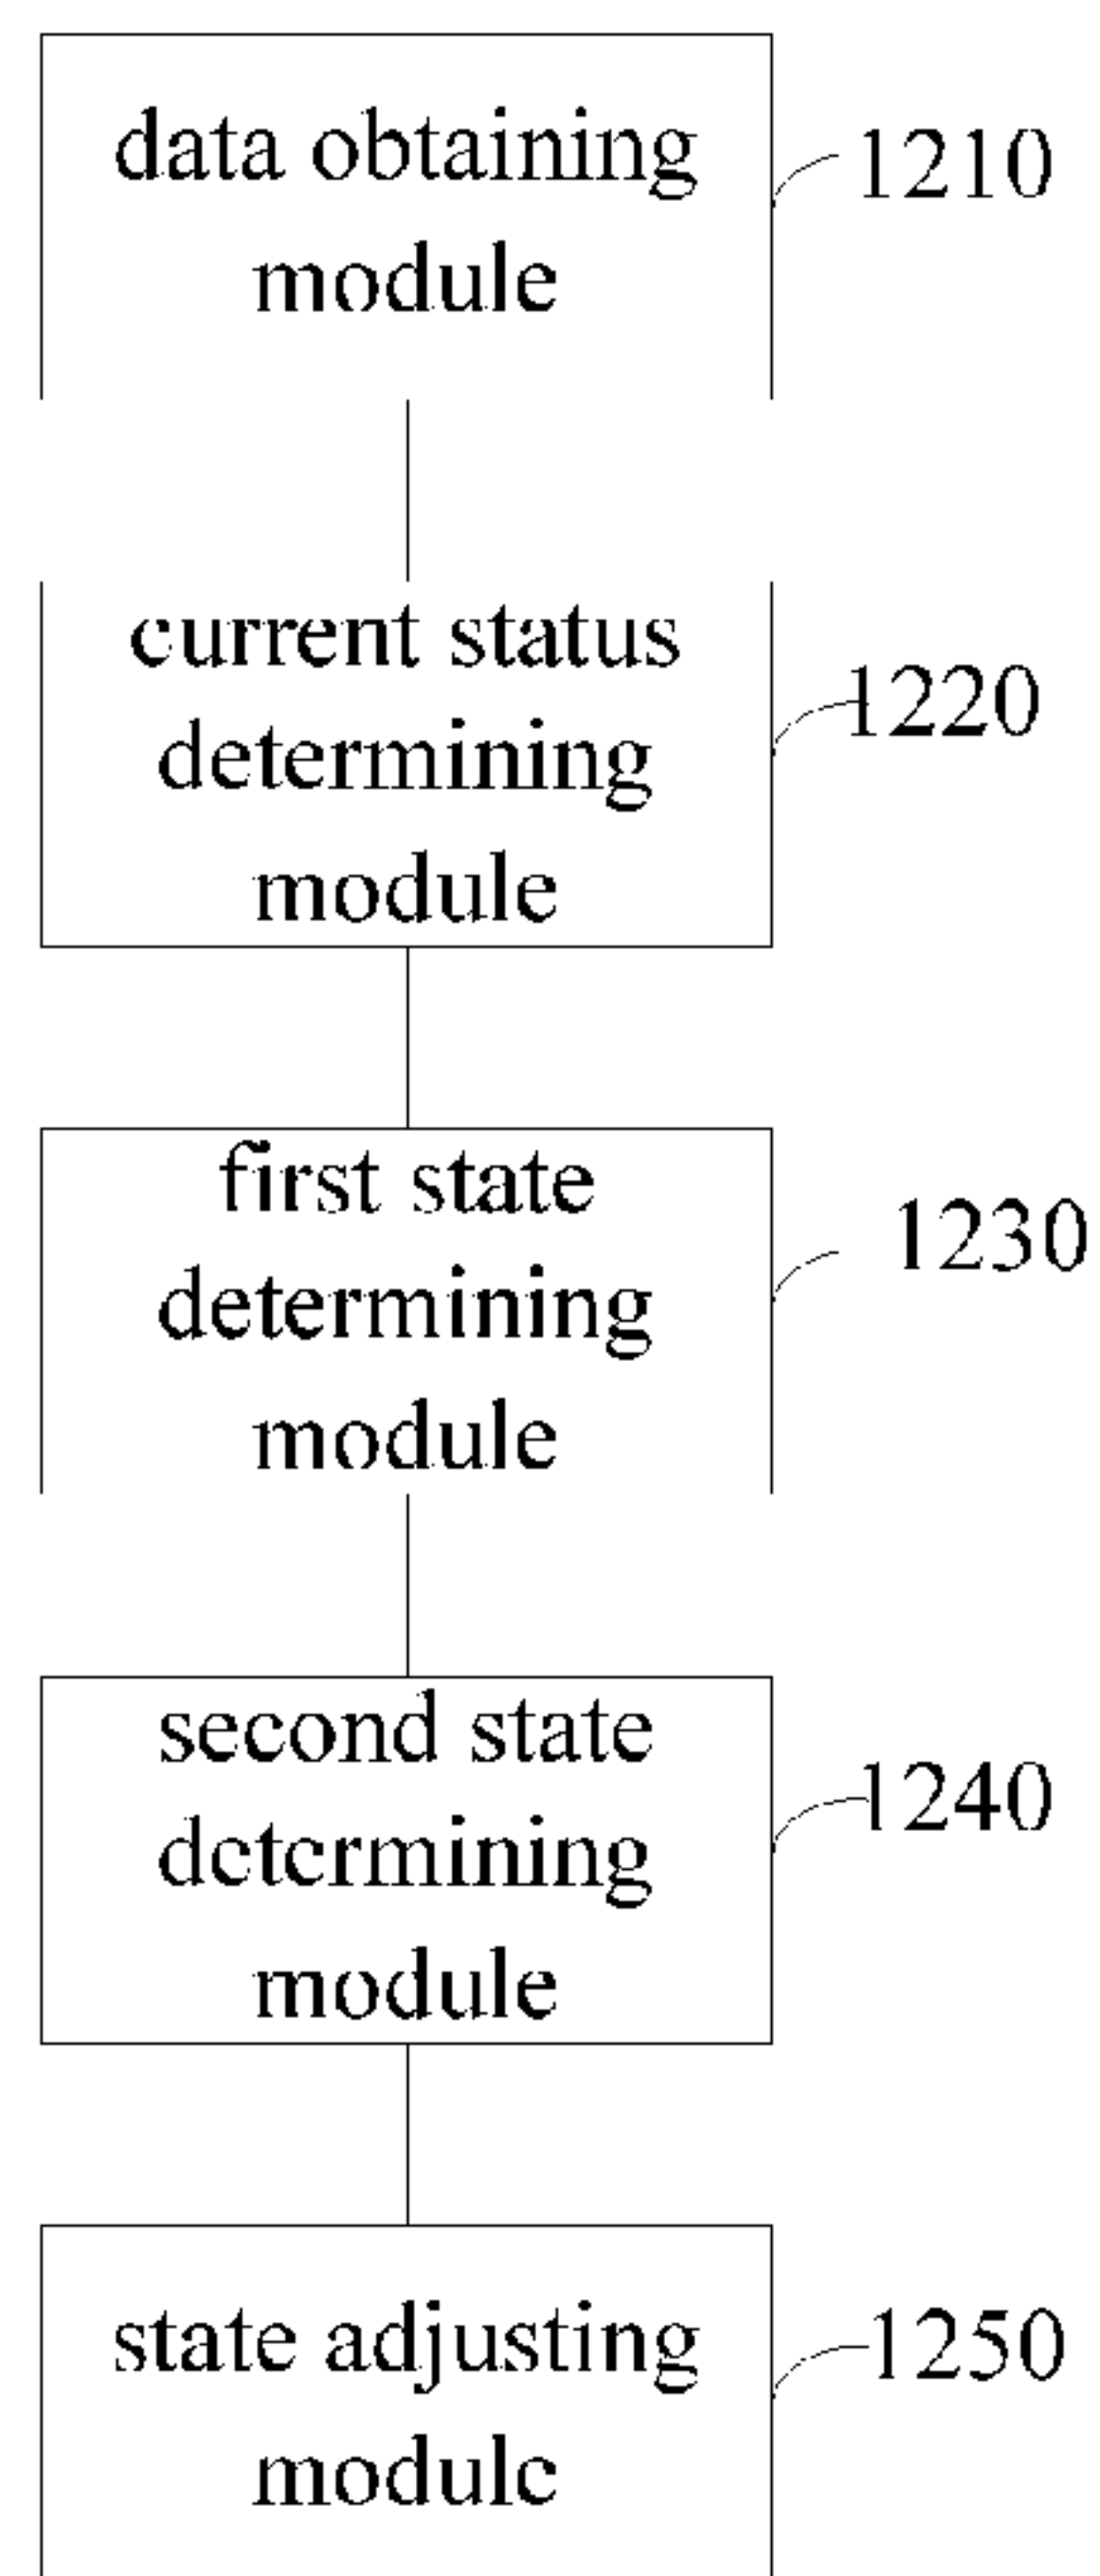 data obtaining
module
1210
current status
determining
module
1220
first state
determining
module
1230
second state
determining
module
1240
state adjusting
module
1250